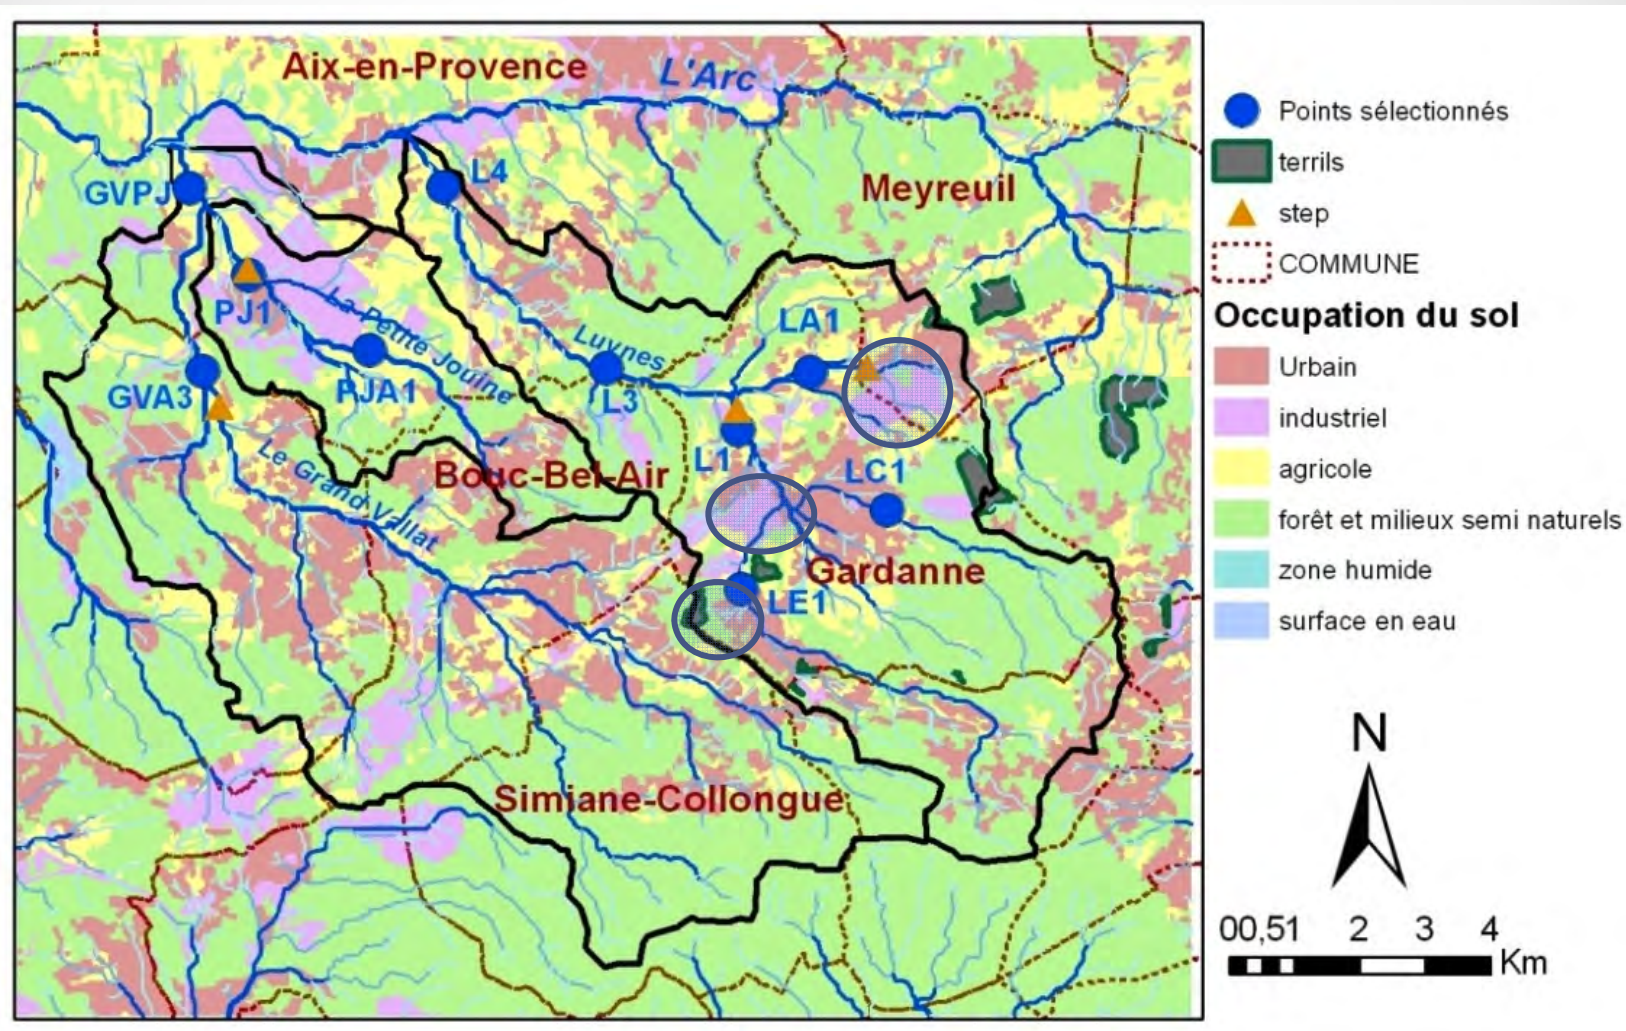 Aix-en-Provence
L'Arc
L4
GVPJ
Meyreuil
PJ1
La Petite Jouine
LA1
Luynes
PJA1
GVA3
L3
Bouc-Bel-Air
L1
LC1
Le Grand Vallat
Gardanne
LE1
Simiane-Collongue
Points sélectionnés
terrils
step
COMMUNE
Occupation du sol
Urbain
industriel
agricole
forêt et milieux semi naturels
zone humide
surface en eau
N
00,51 2 3 4
Km